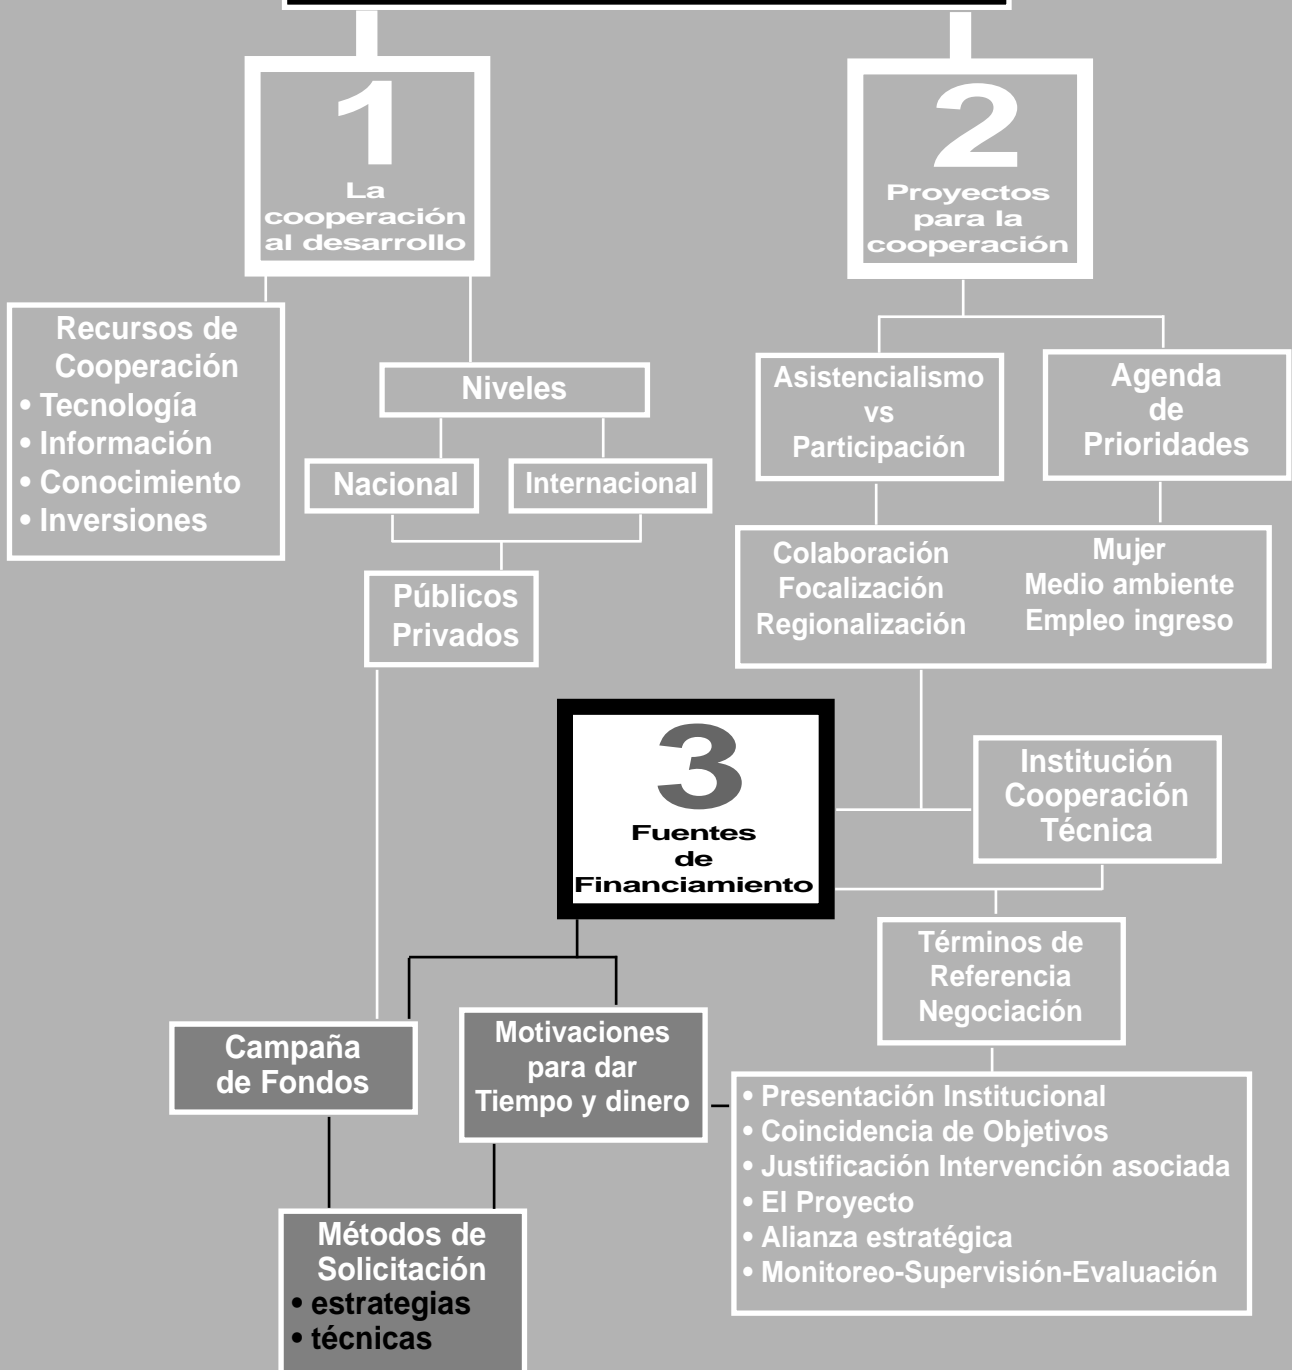 1
La
cooperación
al desarrollo
2
Proyectos
para la
cooperación
Recursos de
Cooperación
• Tecnología
• Información
• Conocimiento
• Inversiones
Niveles
Nacional
Internacional
Públicos
Privados
Asistencialismo
vs
Participación
Agenda
de
Prioridades
Colaboración
Focalización
Regionalización
Mujer
Medio ambiente
Empleo ingreso
3
Fuentes
de
Financiamiento
Institución
Cooperación
Técnica
Términos de
Referencia
Negociación
Campaña
de Fondos
Motivaciones
para dar
Tiempo y dinero
• Presentación Institucional
• Coincidencia de Objetivos
• Justificación Intervención asociada
• El Proyecto
• Alianza estratégica
• Monitoreo-Supervisión-Evaluación
Métodos de
Solicitación
• estrategias
• técnicas